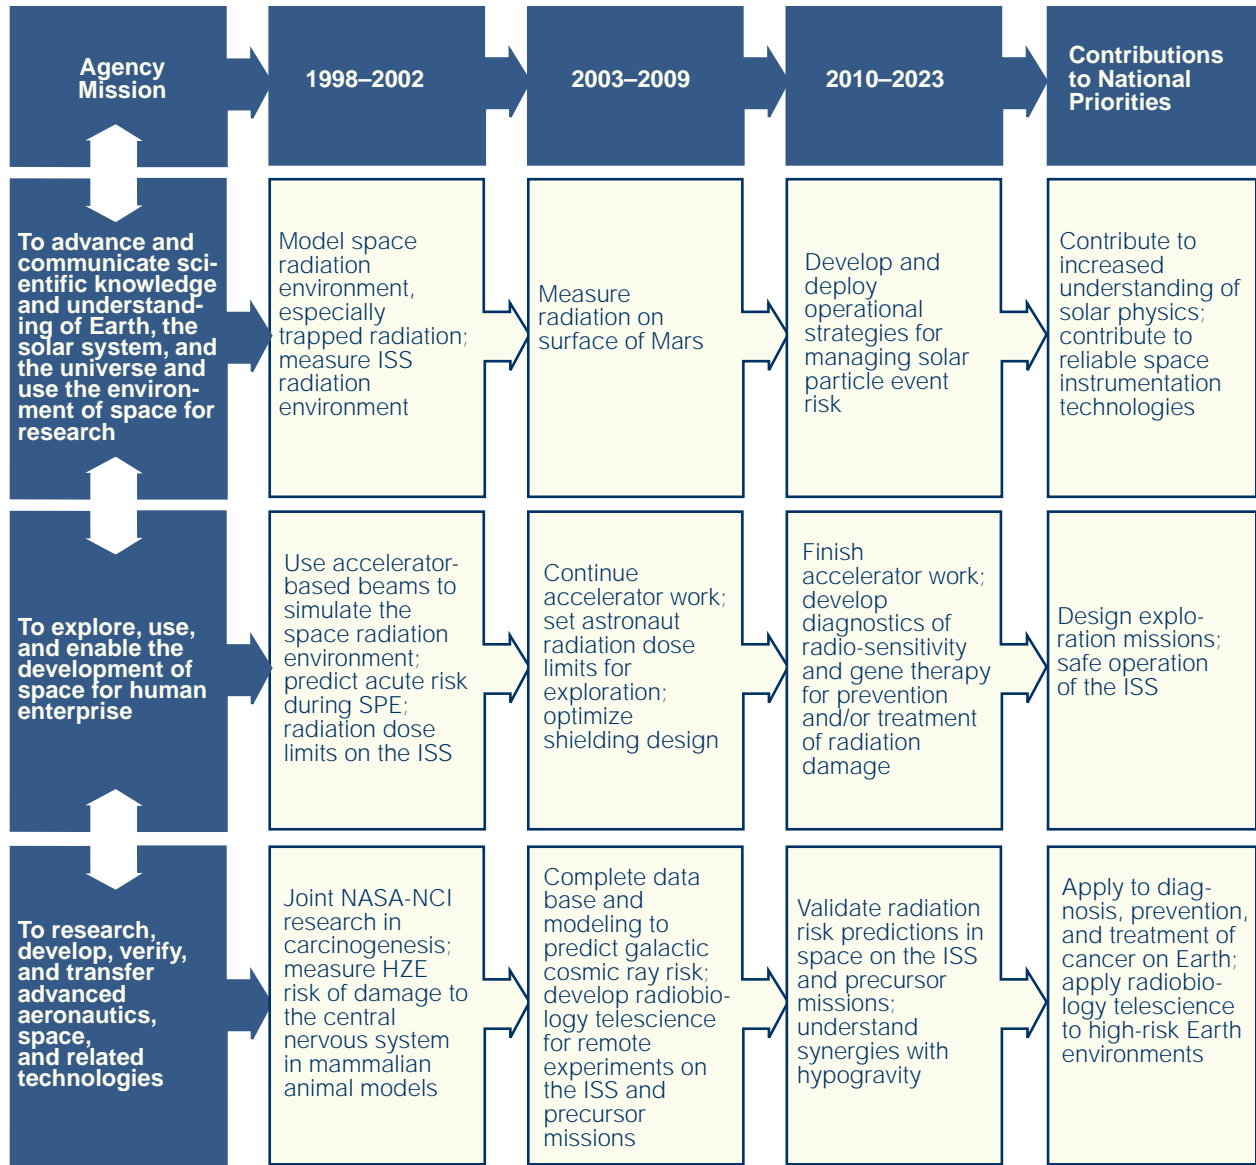 Agency
Mission
1998–2002
2003–2009
2010–2023
Contributions
to National
Priorities
To advance and
communicate sci-
entific knowledge
and understand-
ing of Earth, the
solar system, and
the universe and
use the environ-
ment of space for
research
Model space
radiation
environment,
especially
trapped radiation;
measure ISS
radiation
environment
Measure
radiation on
surface of Mars
Develop and
deploy
operational
strategies for
managing solar
particle event
risk
Contribute to
increased
understanding of
solar physics;
contribute to
reliable space
instrumentation
technologies
To explore, use,
and enable the
development of
space for human
enterprise
Use accelerator-
based beams to
simulate the
space radiation
environment;
predict acute risk
during SPE;
radiation dose
limits on the ISS
Continue
accelerator work;
set astronaut
radiation dose
limits for
exploration;
optimize
shielding design
Finish
accelerator work;
develop
diagnostics of
radio-sensitivity
and gene therapy
for prevention
and/or treatment
of radiation
damage
Design explo-
ration missions;
safe operation
of the ISS
To research,
develop, verify,
and transfer
advanced
aeronautics,
space,
and related
technologies
Joint NASA-NCI
research in
carcinogenesis;
measure HZE
risk of damage to
the central
nervous system
in mammalian
animal models
Complete data
base and
modeling to
predict galactic
cosmic ray risk;
develop radiobio-
logy telescience
for remote
experiments on
the ISS and
precursor
missions
Validate radiation
risk predictions in
space on the ISS
and precursor
missions;
understand
synergies with
hypogravity
Apply to diag-
nosis, prevention,
and treatment of
cancer on Earth;
apply radiobio-
logy telescience
to high-risk Earth
environments